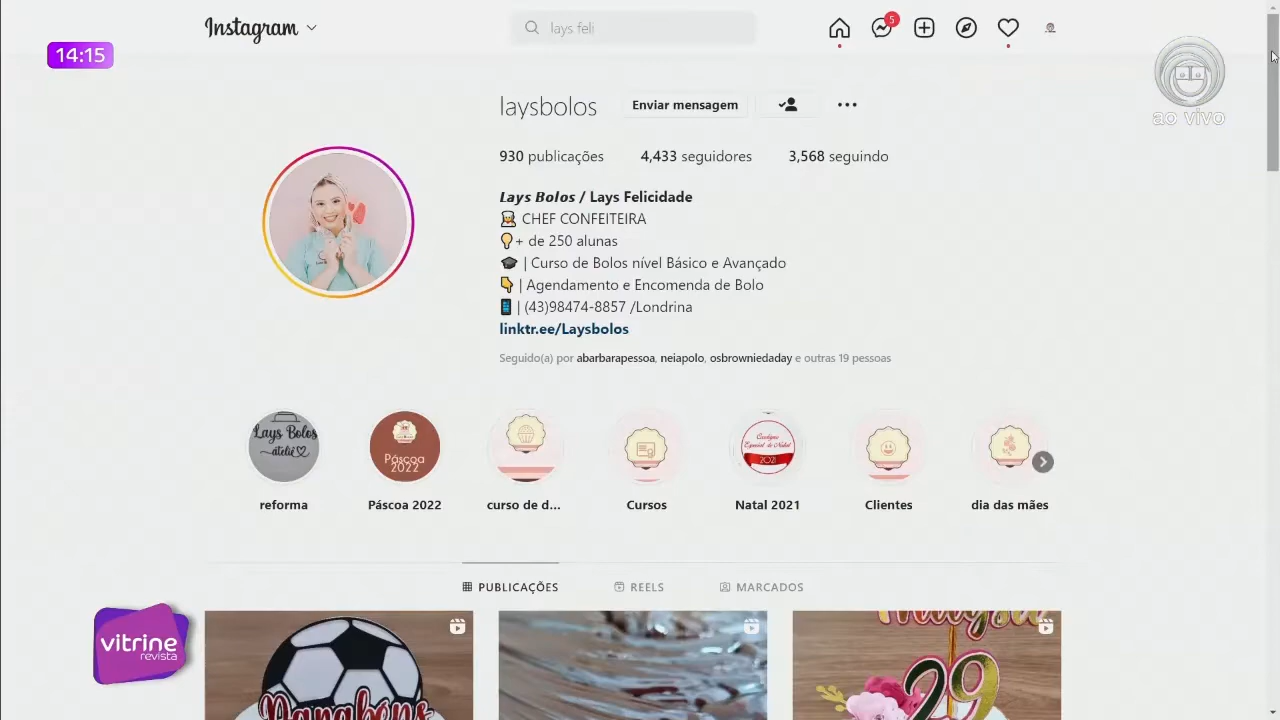 Instagram
lays feli
5
14:15
ao vivo
laysbolos
Enviar mensagem
930 publicações
4,433 seguidores
3,568 seguindo
Lays Bolos / Lays Felicidade
CHEF CONFEITEIRA
+ de 250 alunas
| Curso de Bolos nível Básico e Avançado
| Agendamento e Encomenda de Bolo
| (43)98474-8857 /Londrina
linktr.ee/Laysbolos
Seguido(a) por abarbarapessoa, neiapolo, osbrowniedaday e outras 19 pessoas
Lays Bolos
ateliê
Páscoa
2022
2021
reforma
Páscoa 2022
curso de d...
Cursos
Natal 2021
Clientes
dia das mães
PUBLICAÇÕES
REELS
MARCADOS
vitrine
revista
Parabéns
29